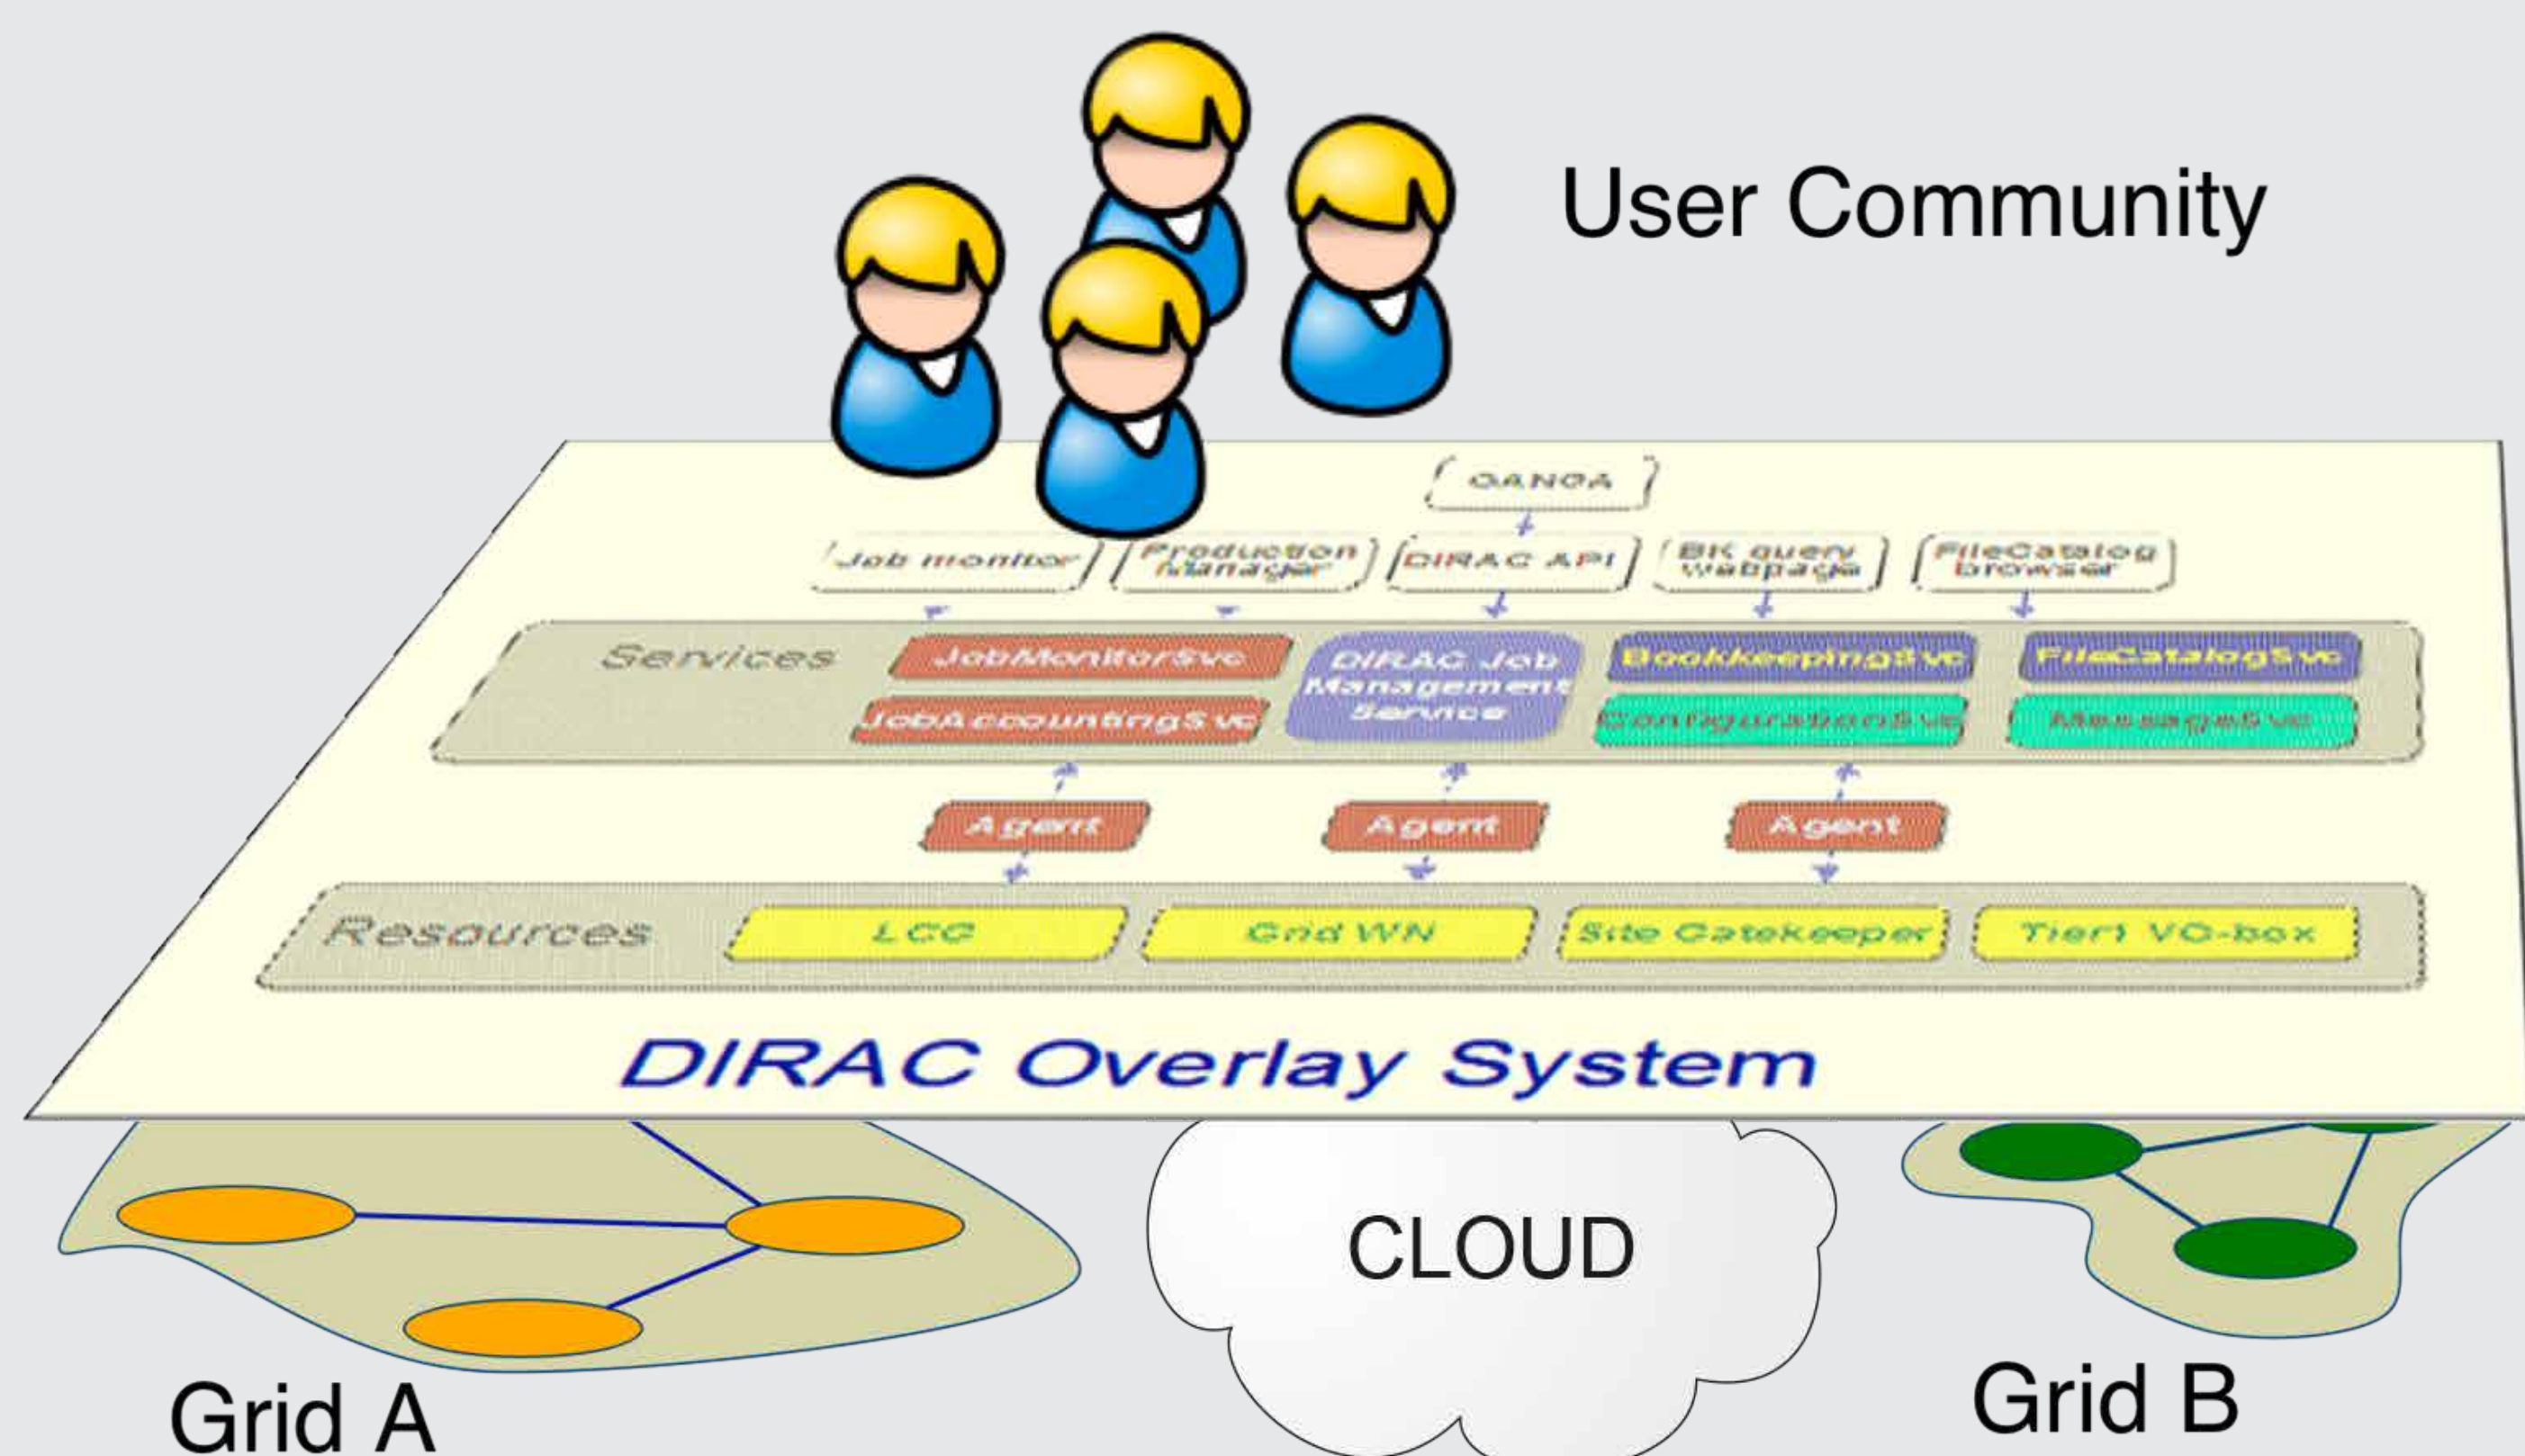 User Community
GANGA
Job monitor
Production
Manager
DIRAC API
BK query
webpage
FileCatalog
browser
Services
JobMonitorSvc
DIRAC Job
Management
Service
BookkeepingSvc
FileCatalogSvc
JobAccountingSvc
ConfigurationSvc
MessageSvc
Agent
Agent
Agent
Resources
LCG
Grid WN
Site Gatekeeper
Tier1 VO-box
DIRAC Overlay System
CLOUD
Grid A
Grid B